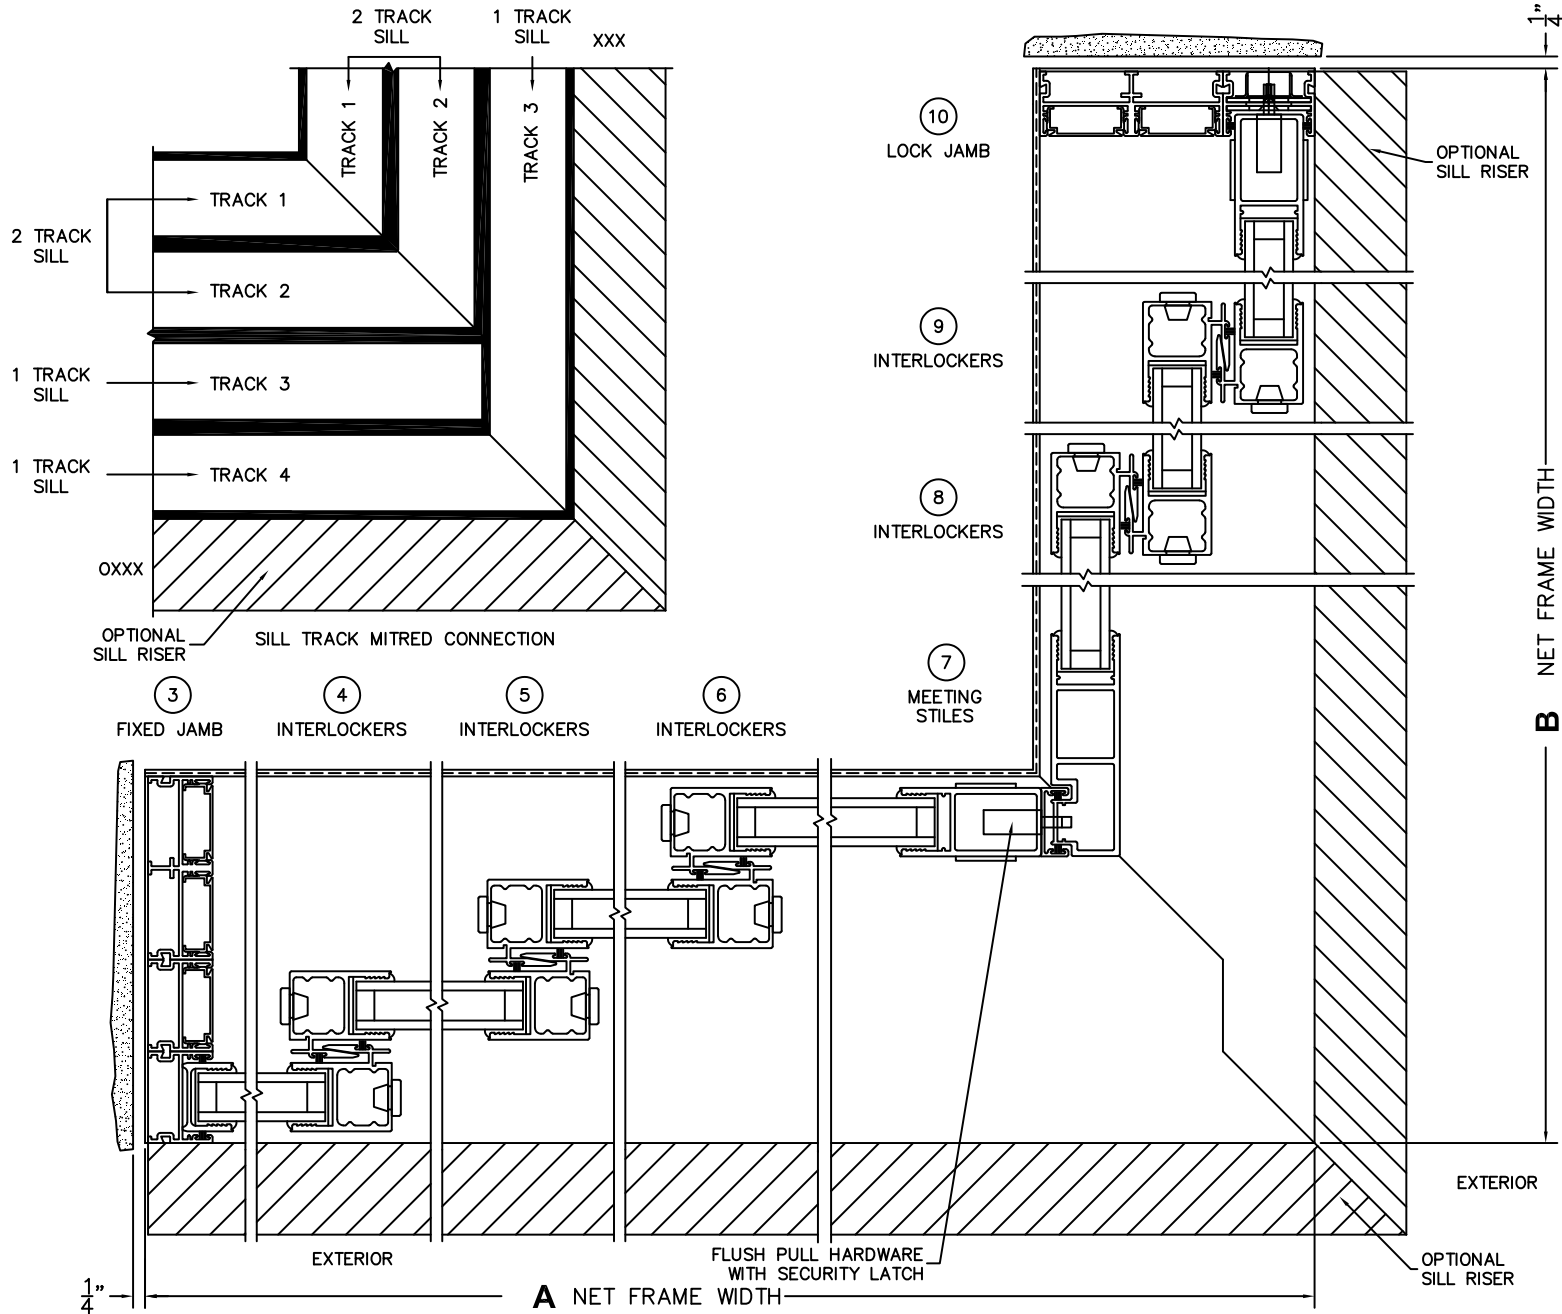 2 TRACK
SILL
1 TRACK
SILL
XXX
1"
4
TRACK 1
TRACK 2
TRACK 3
10
LOCK JAMB
OPTIONAL
SILL RISER
TRACK 1
2 TRACK
SILL
TRACK 2
9
INTERLOCKERS
1 TRACK
SILL
TRACK 3
1 TRACK
SILL
TRACK 4
8
INTERLOCKERS
B NET FRAME WIDTH
OXXX
OPTIONAL
SILL RISER
SILL TRACK MITRED CONNECTION
3
FIXED JAMB
4
INTERLOCKERS
5
INTERLOCKERS
6
INTERLOCKERS
7
MEETING
STILES
EXTERIOR
EXTERIOR
FLUSH PULL HARDWARE
WITH SECURITY LATCH
OPTIONAL
SILL RISER
1"
4
A NET FRAME WIDTH